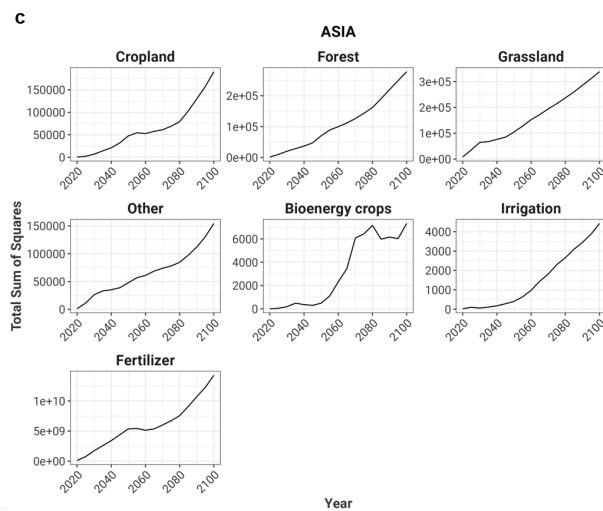 C
ASIA
Cropland Forest Grassland
150000
100000
50000
0
2e+05
1e+05
0e+00
3e+05
2e+05
1e+05
0e+00
2020 2040 2060 2080 2100 2020 2040 2060 2080 2100 2020 2040 2060 2080 2100
Total Sum of Squares
Other Bioenergy crops Irrigation
150000
100000
50000
0
6000
4000
2000
0
4000
3000
2000
1000
0
2020 2040 2060 2080 2100 2020 2040 2060 2080 2100 2020 2040 2060 2080 2100
Fertilizer
1e+10
5e+09
0e+00
2020 2040 2060 2080 2100
Year